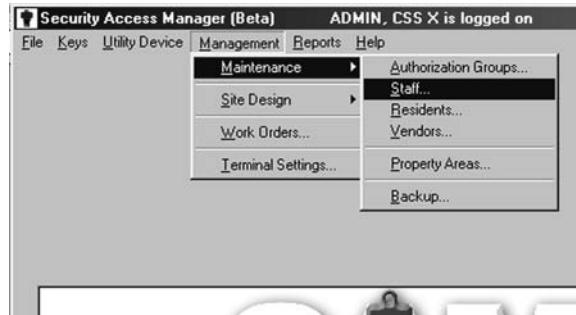 Security Access Manager (Beta) ADMIN, CSS X is logged on
File Keys Utility Device Management Reports Help
Maintenance
Site Design
Work Orders...
Terminal Settings...
Authorization Groups...
Staff...
Residents...
Vendors...
Property Areas...
Backup...